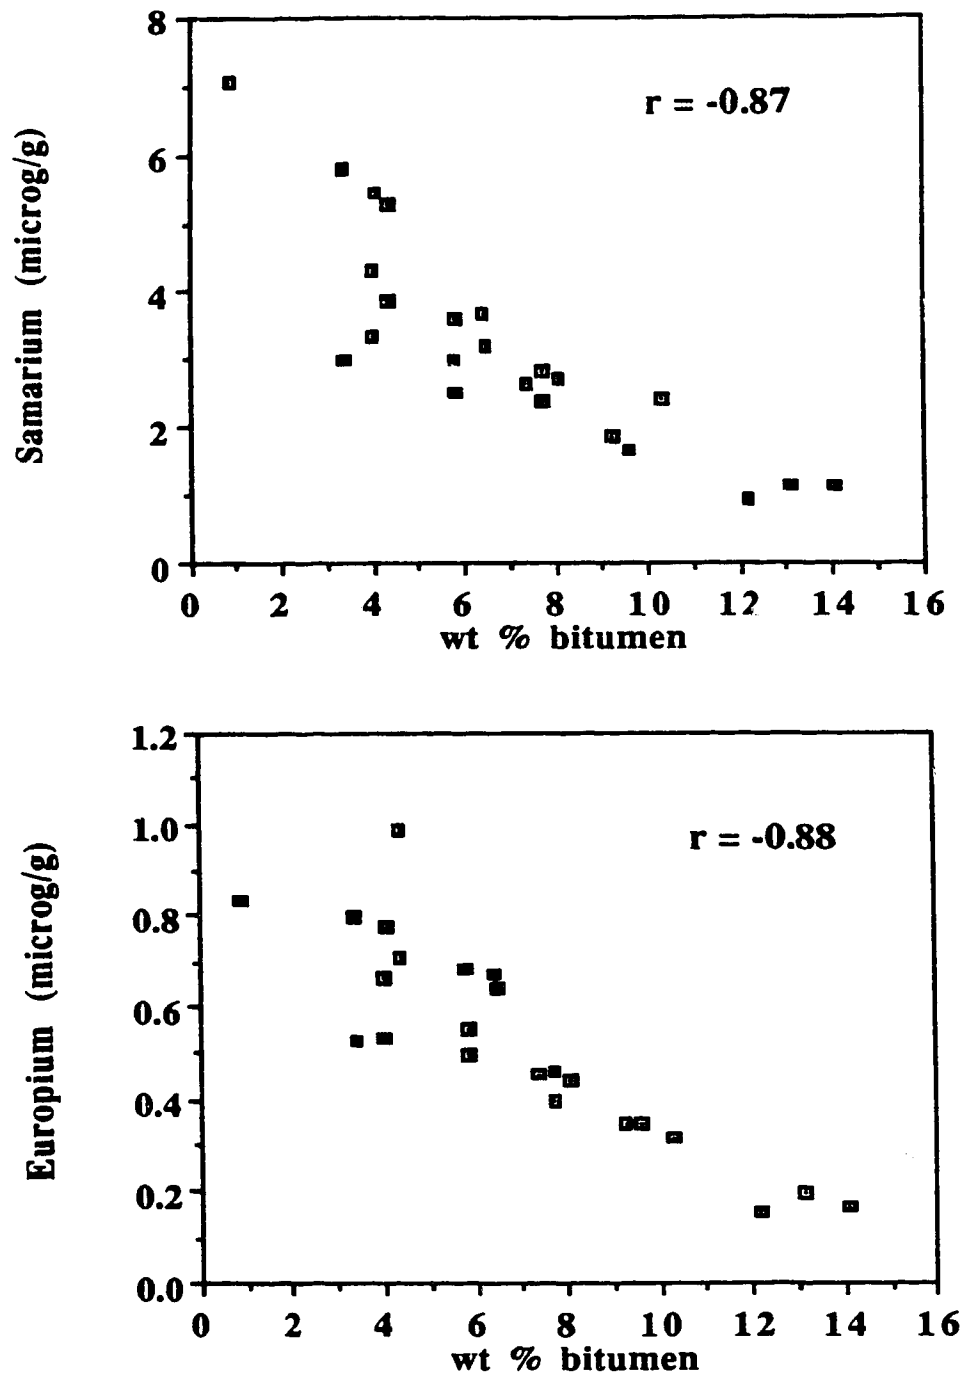 8
r = -0.87
6
Samarium (microg/g)
4
2
0
0 2 4 6 8 10 12 14 16
wt % bitumen
1.2
r = -0.88
1.0
0.8
Europium (microg/g)
0.6
0.4
0.2
0.0
0 2 4 6 8 10 12 14 16
wt % bitumen